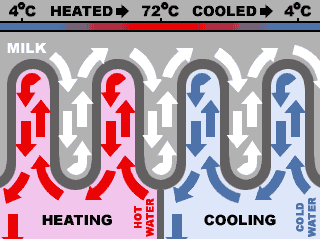 4°C HEATED → 72°C COOLED → 4°C
MILK
HEATING
HOT
WATER
COOLING
COLD
WATER